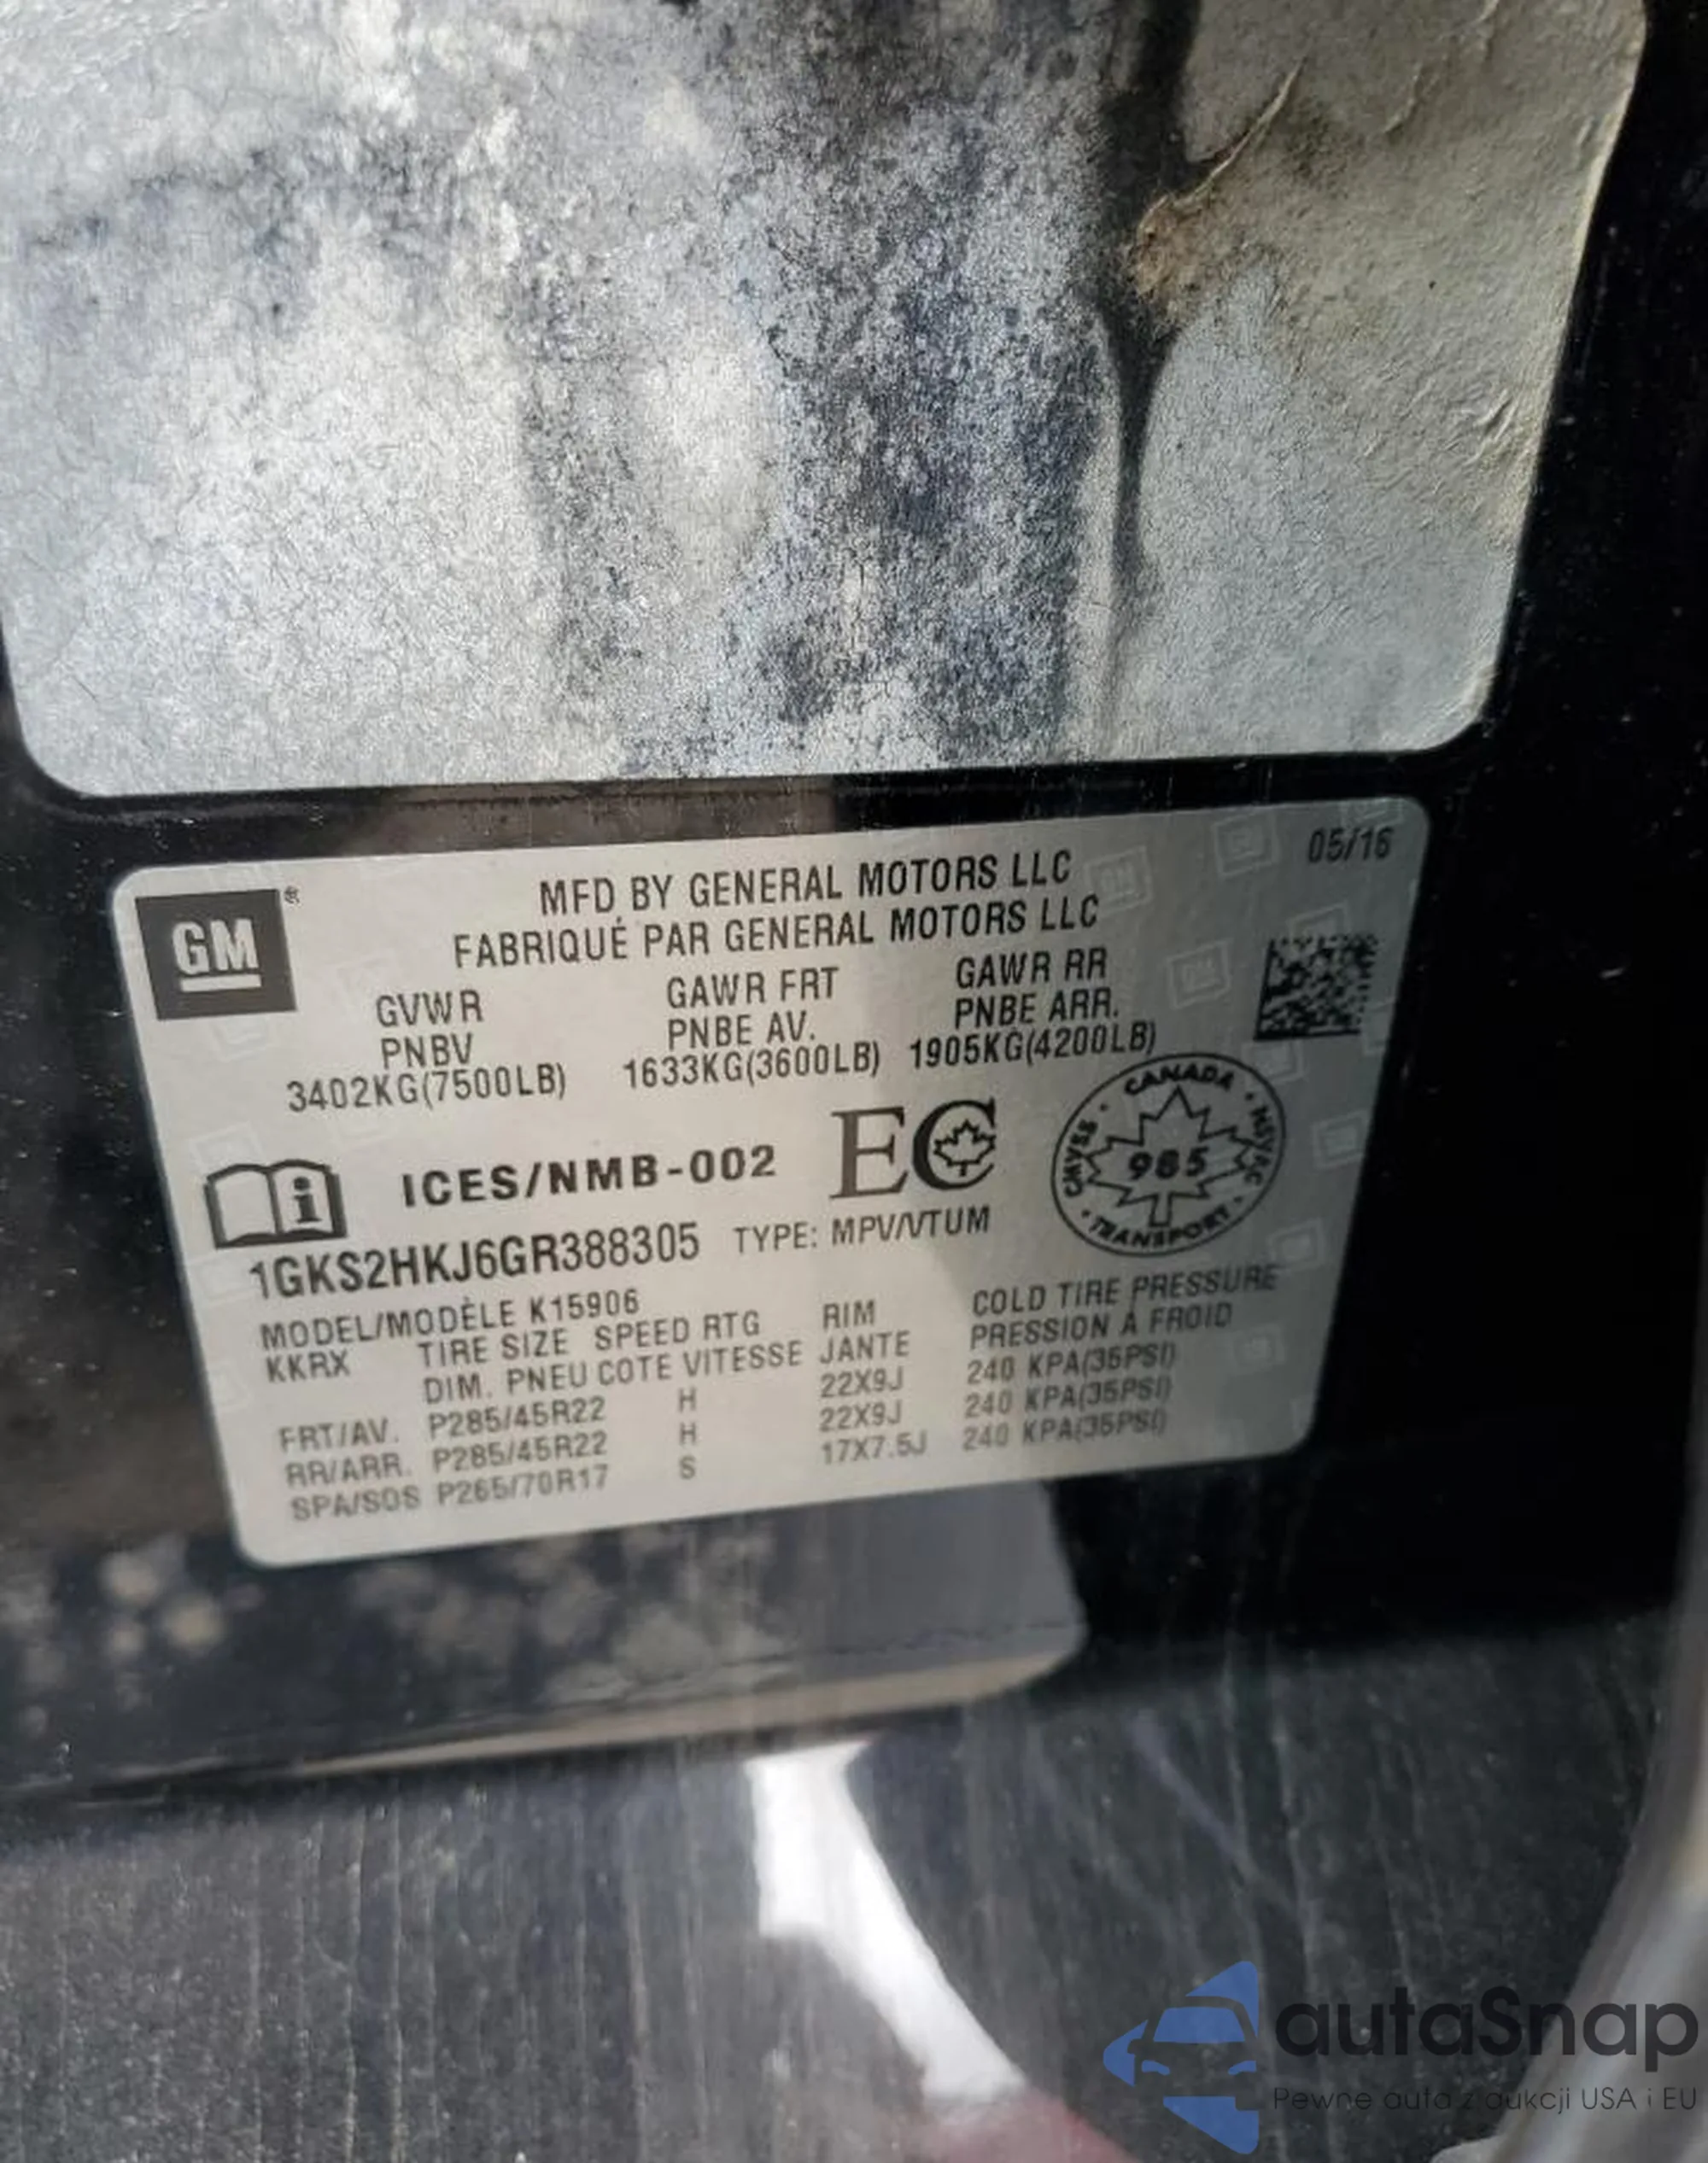 05/16
GM®
MFD BY GENERAL MOTORS LLC
FABRIQUÉ PAR GENERAL MOTORS LLC
GVWR GAWR FRT GAWR RR
PNBV PNBE AV. PNBE ARR.
3402KG(7500LB) 1633KG(3600LB) 1905KG(4200LB)
ICES/NMB-002 EC
CANADA · NSVAC · TRANSPORT · CMVSS ·
985
1GKS2HKJ6GR388305 TYPE: MPV/VTUM
MODEL/MODÈLE K15906
KKRX TIRE SIZE SPEED RTG RIM COLD TIRE PRESSURE
DIM. PNEU COTE VITESSE JANTE PRESSION À FROID
FRT/AV. P285/45R22 H 22X9J 240 KPA(35PSI)
RR/ARR. P285/45R22 H 22X9J 240 KPA(35PSI)
SPA/SOS P265/70R17 S 17X7.5J 240 KPA(35PSI)
autaSnap
Pewne auta z aukcji USA i EU